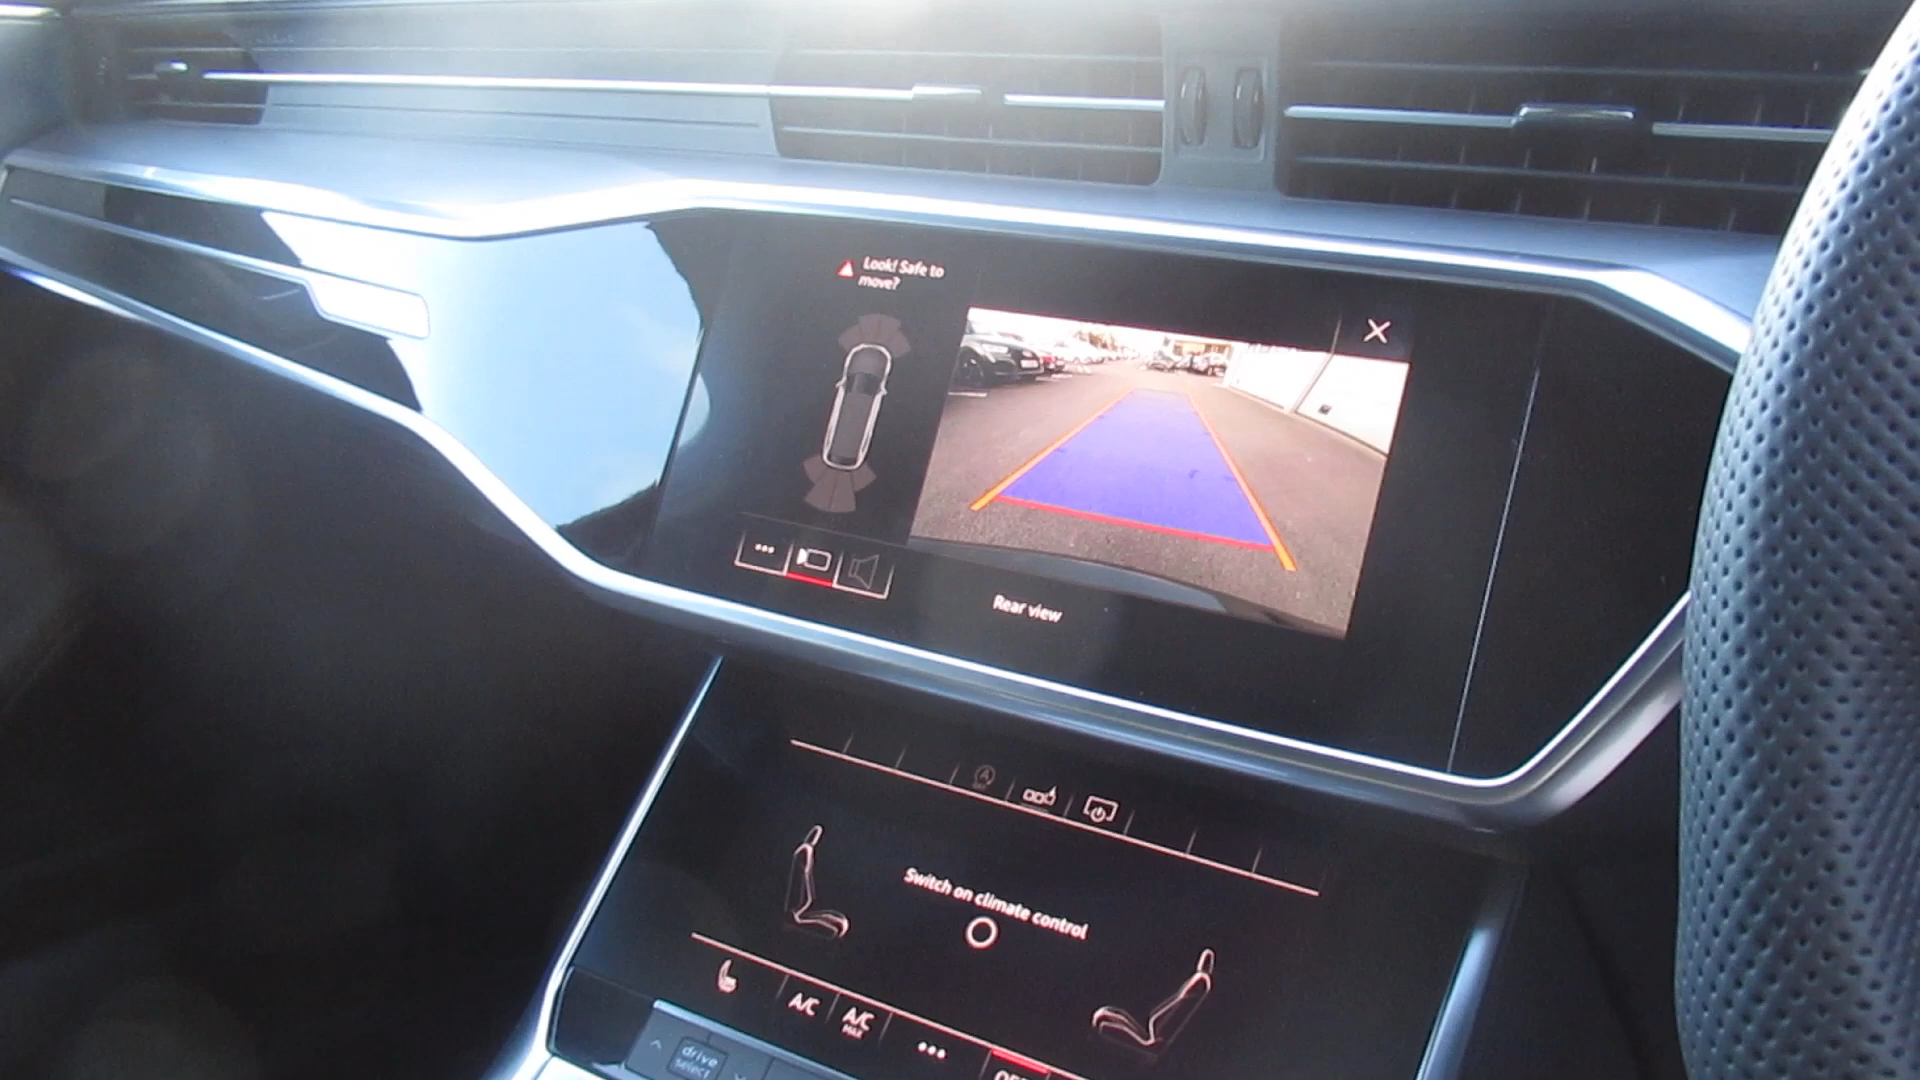 Look! Safe to
move?
Rear view
Switch on climate control
A/C
A/C
MAX
drive
select